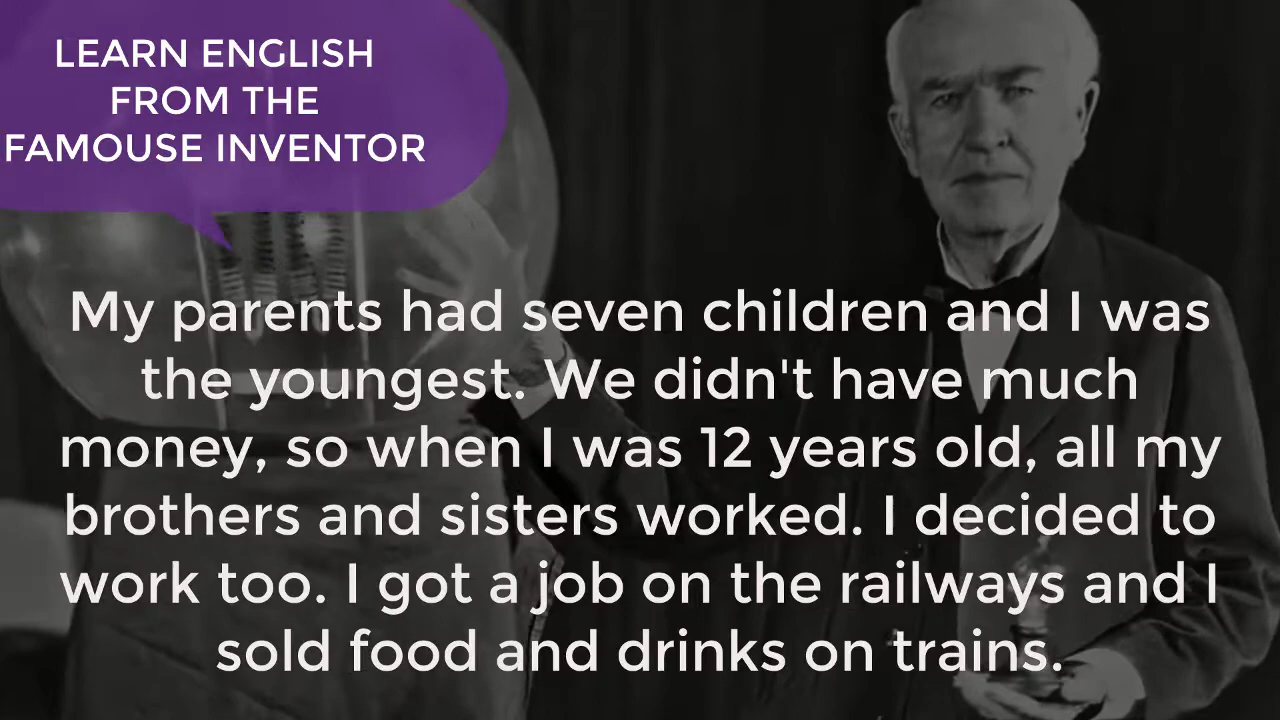 LEARN ENGLISH
FROM THE
FAMOUSE INVENTOR
My parents had seven children and I was
the youngest. We didn't have much
money, so when I was 12 years old, all my
brothers and sisters worked. I decided to
work too. I got a job on the railways and I
sold food and drinks on trains.